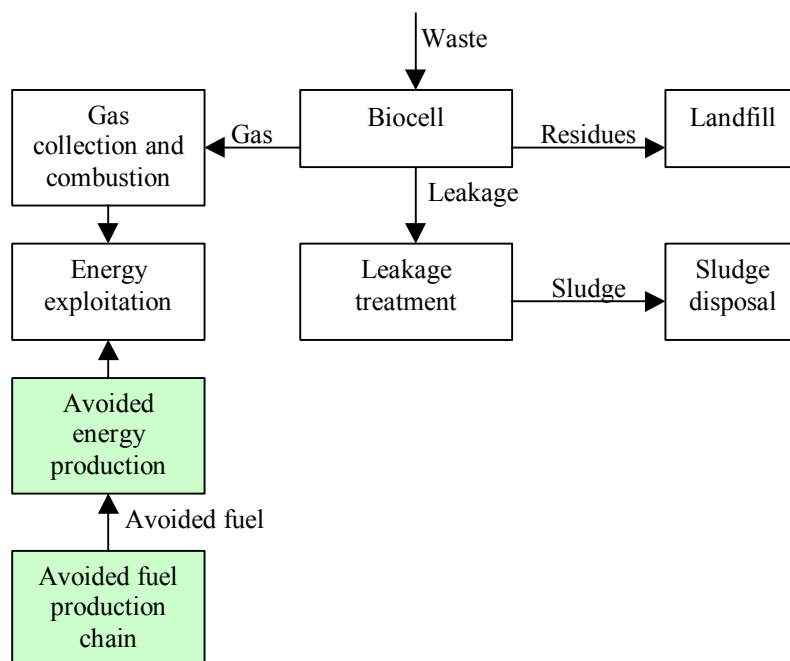 Waste
Gas
collection and
combustion
Gas
Biocell
Residues
Landfill
Leakage
Energy
exploitation
Leakage
treatment
Sludge
Sludge
disposal
Avoided
energy
production
Avoided fuel
Avoided fuel
production
chain